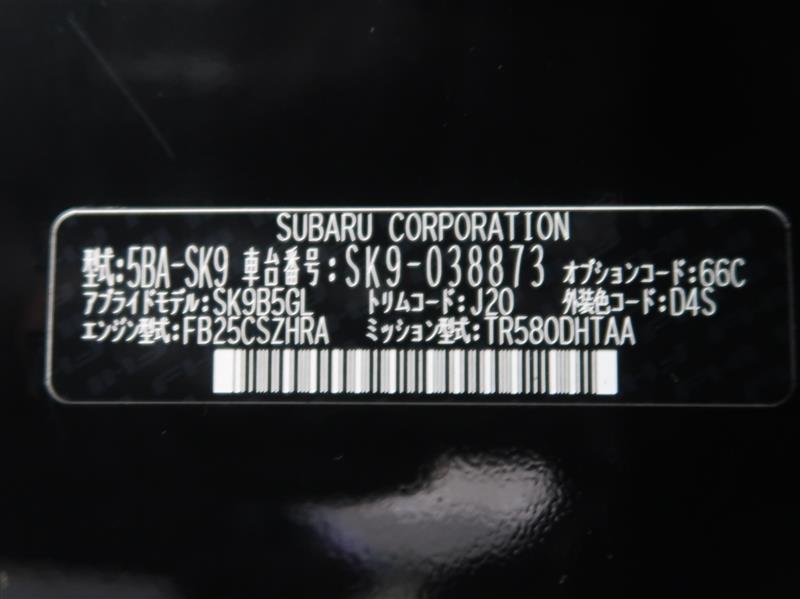 SUBARU CORPORATION
型式:5BA-SK9 車台番号:SK9-038873 オプションコード:66C
アプライドモデル:SK9B5GL トリムコード:J20 外装色コード:D4S
エンジン型式:FB25CSZHRA ミッション型式:TR580DHTAA